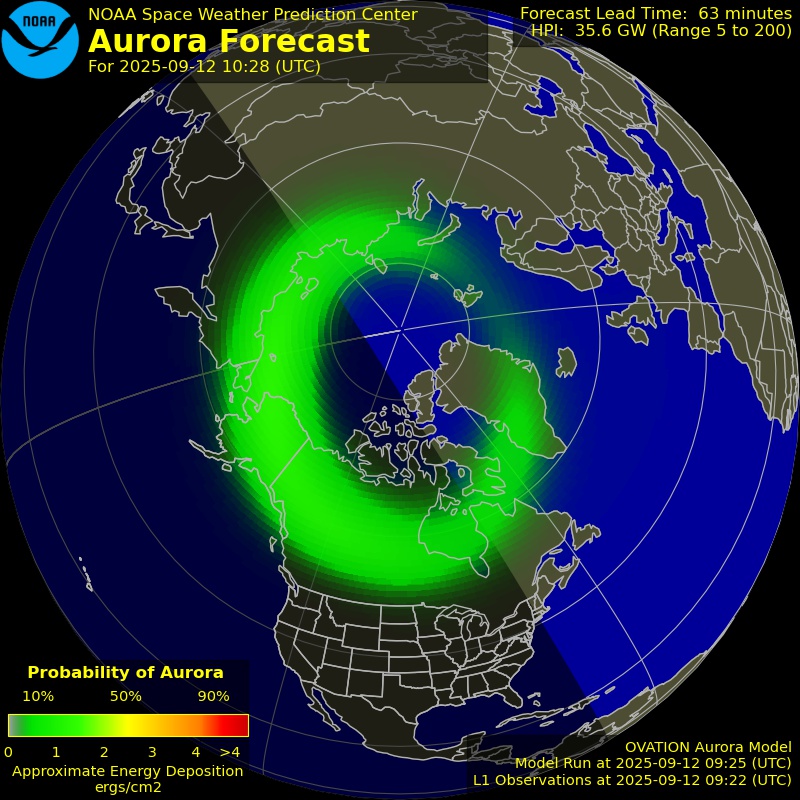 NOAA
NOAA Space Weather Prediction Center
Aurora Forecast
For 2025-09-12 10:28 (UTC)
Forecast Lead Time: 63 minutes
HPI: 35.6 GW (Range 5 to 200)
Probability of Aurora
10% 50% 90%
0 1 2 3 4 >4
Approximate Energy Deposition
ergs/cm2
OVATION Aurora Model
Model Run at 2025-09-12 09:25 (UTC)
L1 Observations at 2025-09-12 09:22 (UTC)